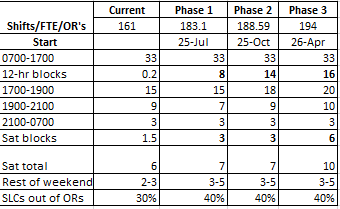 Current Phase 1 Phase 2 Phase 3
Shifts/FTE/OR's 161 183.1 188.59 194
Start 25-Jul 25-Oct 26-Apr
0700-1700 33 33 33 33
12-hr blocks 0.2 8 14 16
1700-1900 15 15 18 20
1900-2100 9 7 9 10
2100-0700 3 3 3 3
Sat blocks 1.5 3 3 6
Sat total 6 7 7 10
Rest of weekend 2-3 3-5 3-5 3-5
SLCs out of ORs 30% 40% 40% 40%